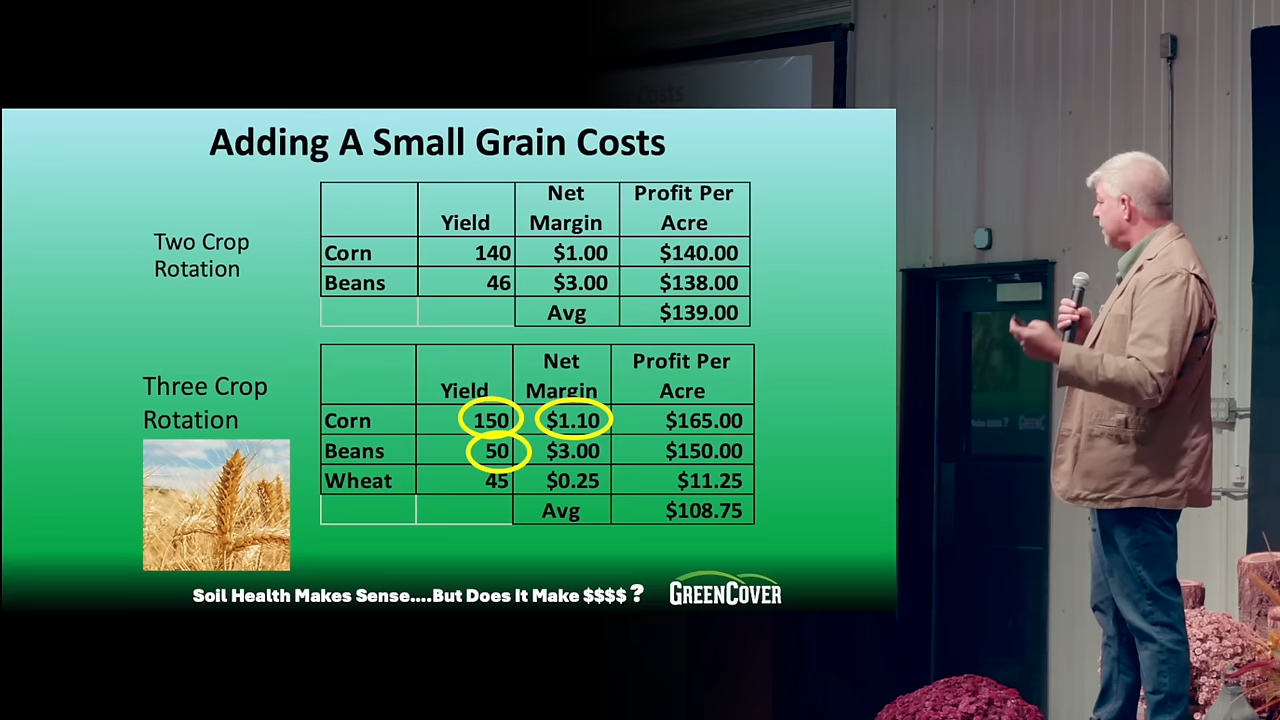 Adding A Small Grain Costs
Two Crop
Rotation
Yield Net Margin Profit Per Acre
Corn 140 $1.00 $140.00
Beans 46 $3.00 $138.00
Avg $139.00
Three Crop
Rotation
Yield Net Margin Profit Per Acre
Corn 150 $1.10 $165.00
Beans 50 $3.00 $150.00
Wheat 45 $0.25 $11.25
Avg $108.75
Soil Health Makes Sense....But Does It Make $$$$ ?
GREENCOVER
Costs